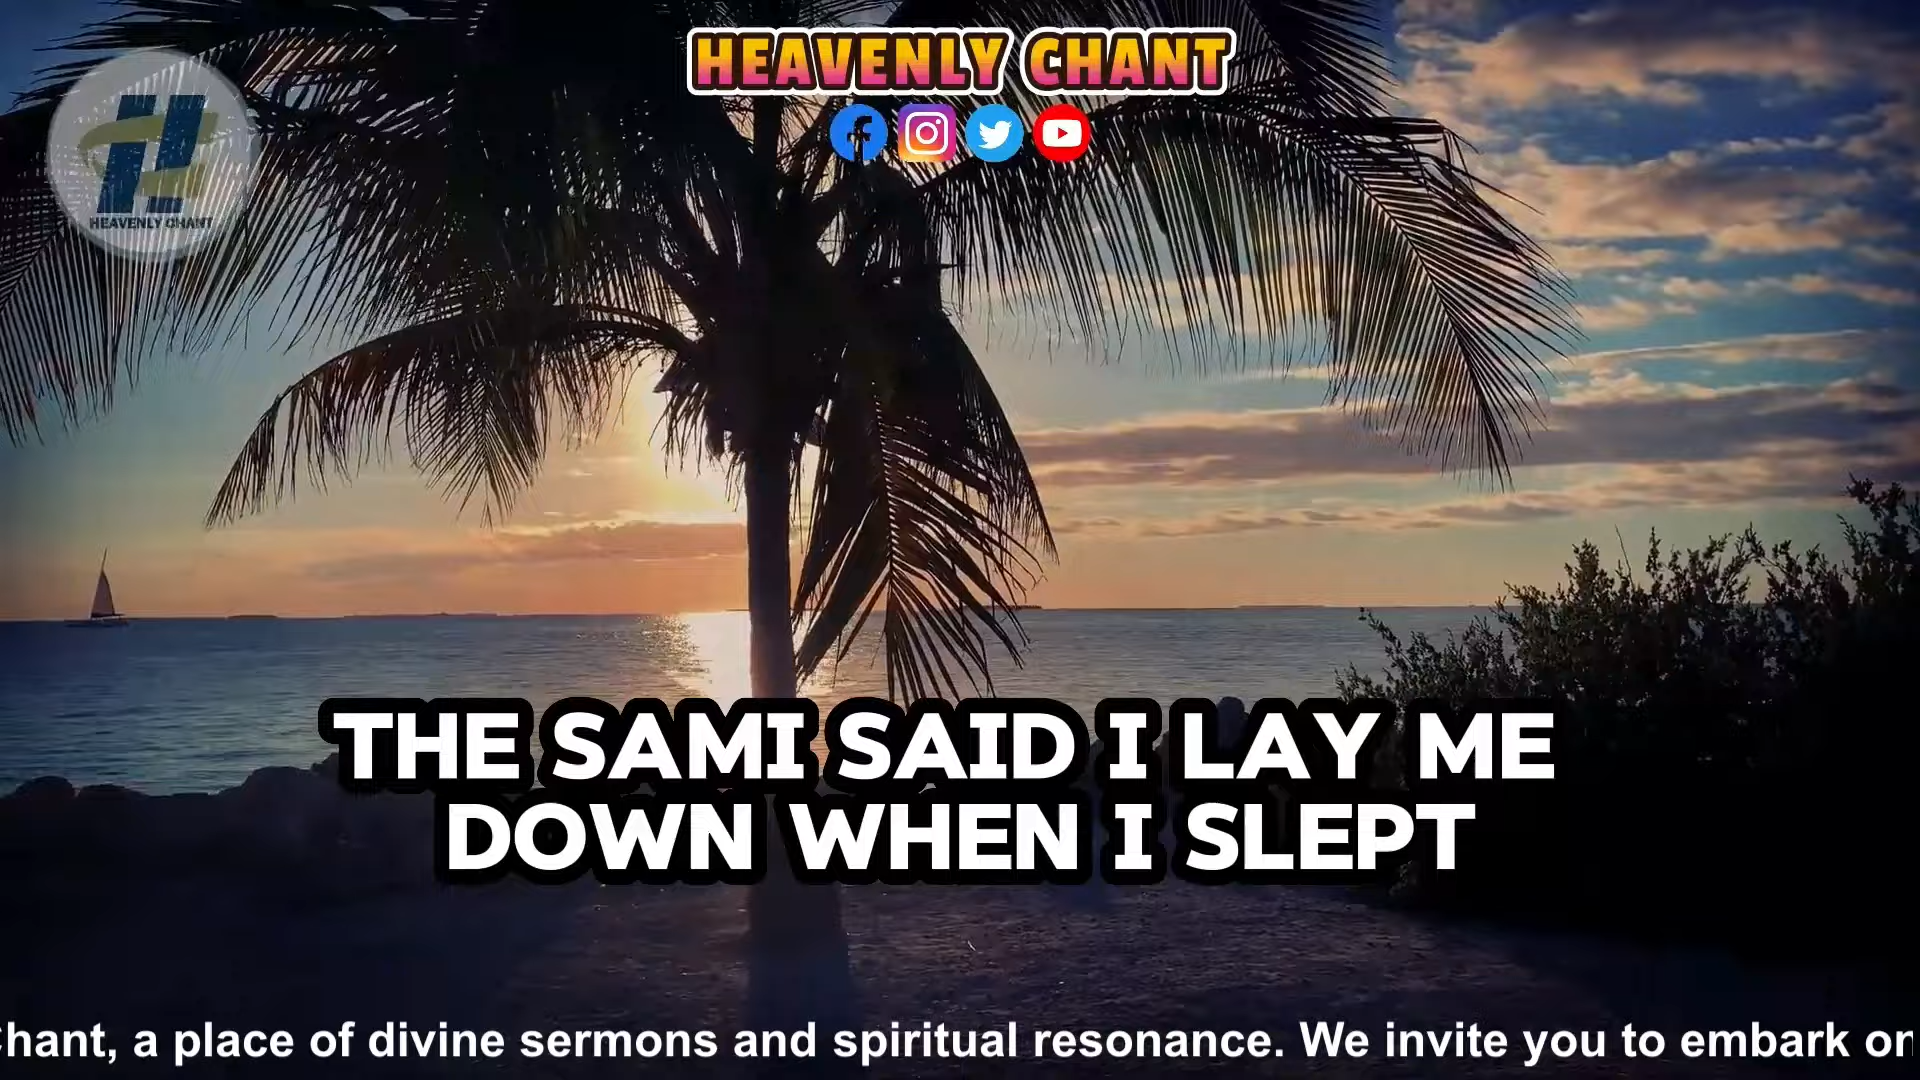 HEAVENLY CHANT
HEAVENLY CHANT
THE SAMI SAID I LAY ME
DOWN WHEN I SLEPT
hant, a place of divine sermons and spiritual resonance. We invite you to embark on